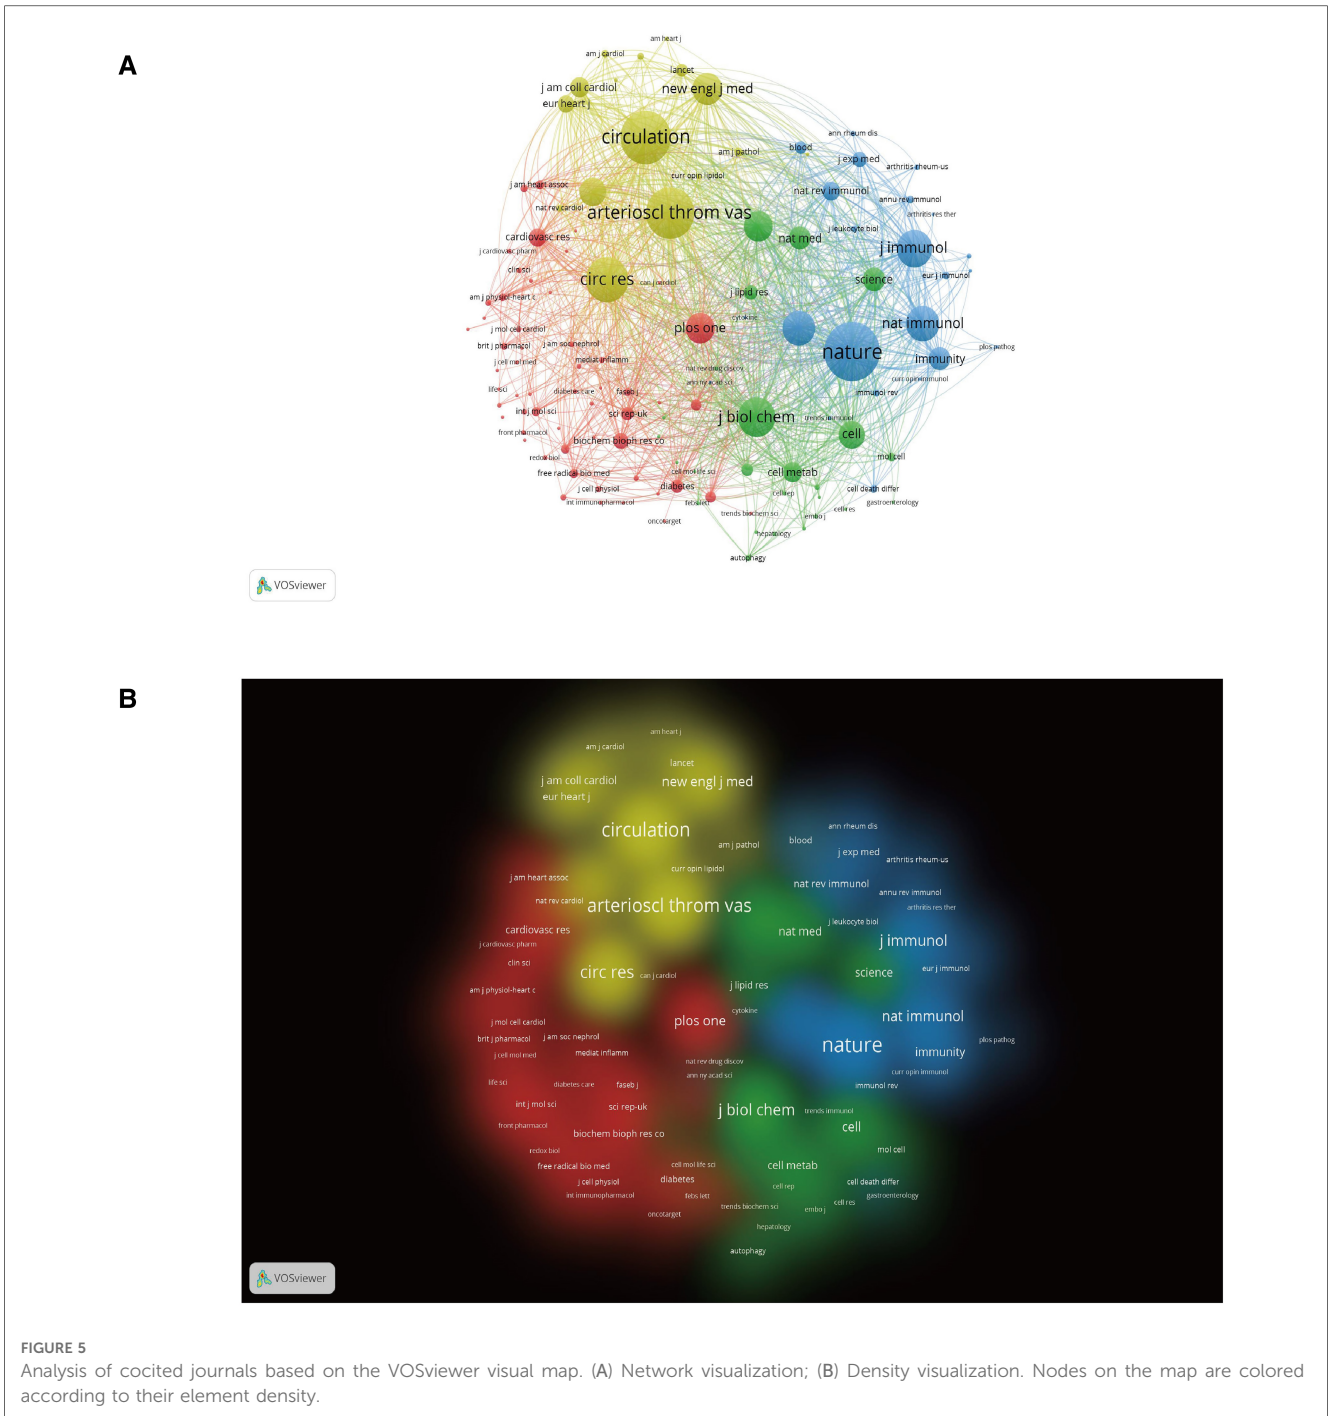 A
am heart j
am j cardiol
lancet
j am coll cardiol
new engl j med
eur heart j
circulation
ann rheum dis
blood
am j pathol
j exp med
arthritis rheum-us
curr opin lipidol
j am heart assoc
nat rev immunol
annu rev immunol
nat rev cardiol
arterioscl throm vas
arthritis res ther
j leukocyte biol
cardiovasc res
nat med
j immunol
j cardiovasc pharm
clin sci
circ res
can j cardiol
science
eur j immunol
j lipid res
am j physiol-heart c
cytokine
j mol cell cardiol
plos one
nat immunol
brit j pharmacol
j am soc nephrol
nature
plos pathog
j cell mol med
mediat inflamm
immunity
nat rev drug discov
curr opin immunol
ann ny acad sci
life sci
diabetes care
faseb j
immunol rev
int j mol sci
sci rep-uk
j biol chem
trends immunol
front pharmacol
biochem bioph res co
cell
redox biol
mol cell
free radical bio med
cell mol life sci
cell metab
j cell physiol
diabetes
cell rep
cell death differ
int immunopharmacol
febs lett
gastroenterology
trends biochem sci
embo j
cell res
oncotarget
hepatology
autophagy
VOSviewer
B
am heart j
am j cardiol
lancet
j am coll cardiol
new engl j med
eur heart j
circulation
ann rheum dis
blood
am j pathol
j exp med
arthritis rheum-us
curr opin lipidol
j am heart assoc
nat rev immunol
annu rev immunol
nat rev cardiol
arterioscl throm vas
arthritis res ther
j leukocyte biol
cardiovasc res
nat med
j immunol
j cardiovasc pharm
clin sci
circ res
can j cardiol
science
eur j immunol
j lipid res
am j physiol-heart c
cytokine
j mol cell cardiol
plos one
nat immunol
brit j pharmacol
j am soc nephrol
nature
plos pathog
j cell mol med
mediat inflamm
immunity
nat rev drug discov
curr opin immunol
ann ny acad sci
life sci
diabetes care
faseb j
immunol rev
int j mol sci
sci rep-uk
j biol chem
trends immunol
front pharmacol
biochem bioph res co
cell
redox biol
mol cell
free radical bio med
cell mol life sci
cell metab
j cell physiol
diabetes
cell rep
cell death differ
int immunopharmacol
febs lett
gastroenterology
trends biochem sci
embo j
cell res
oncotarget
hepatology
autophagy
VOSviewer
FIGURE 5
Analysis of cocited journals based on the VOSviewer visual map. (A) Network visualization; (B) Density visualization. Nodes on the map are colored
according to their element density.